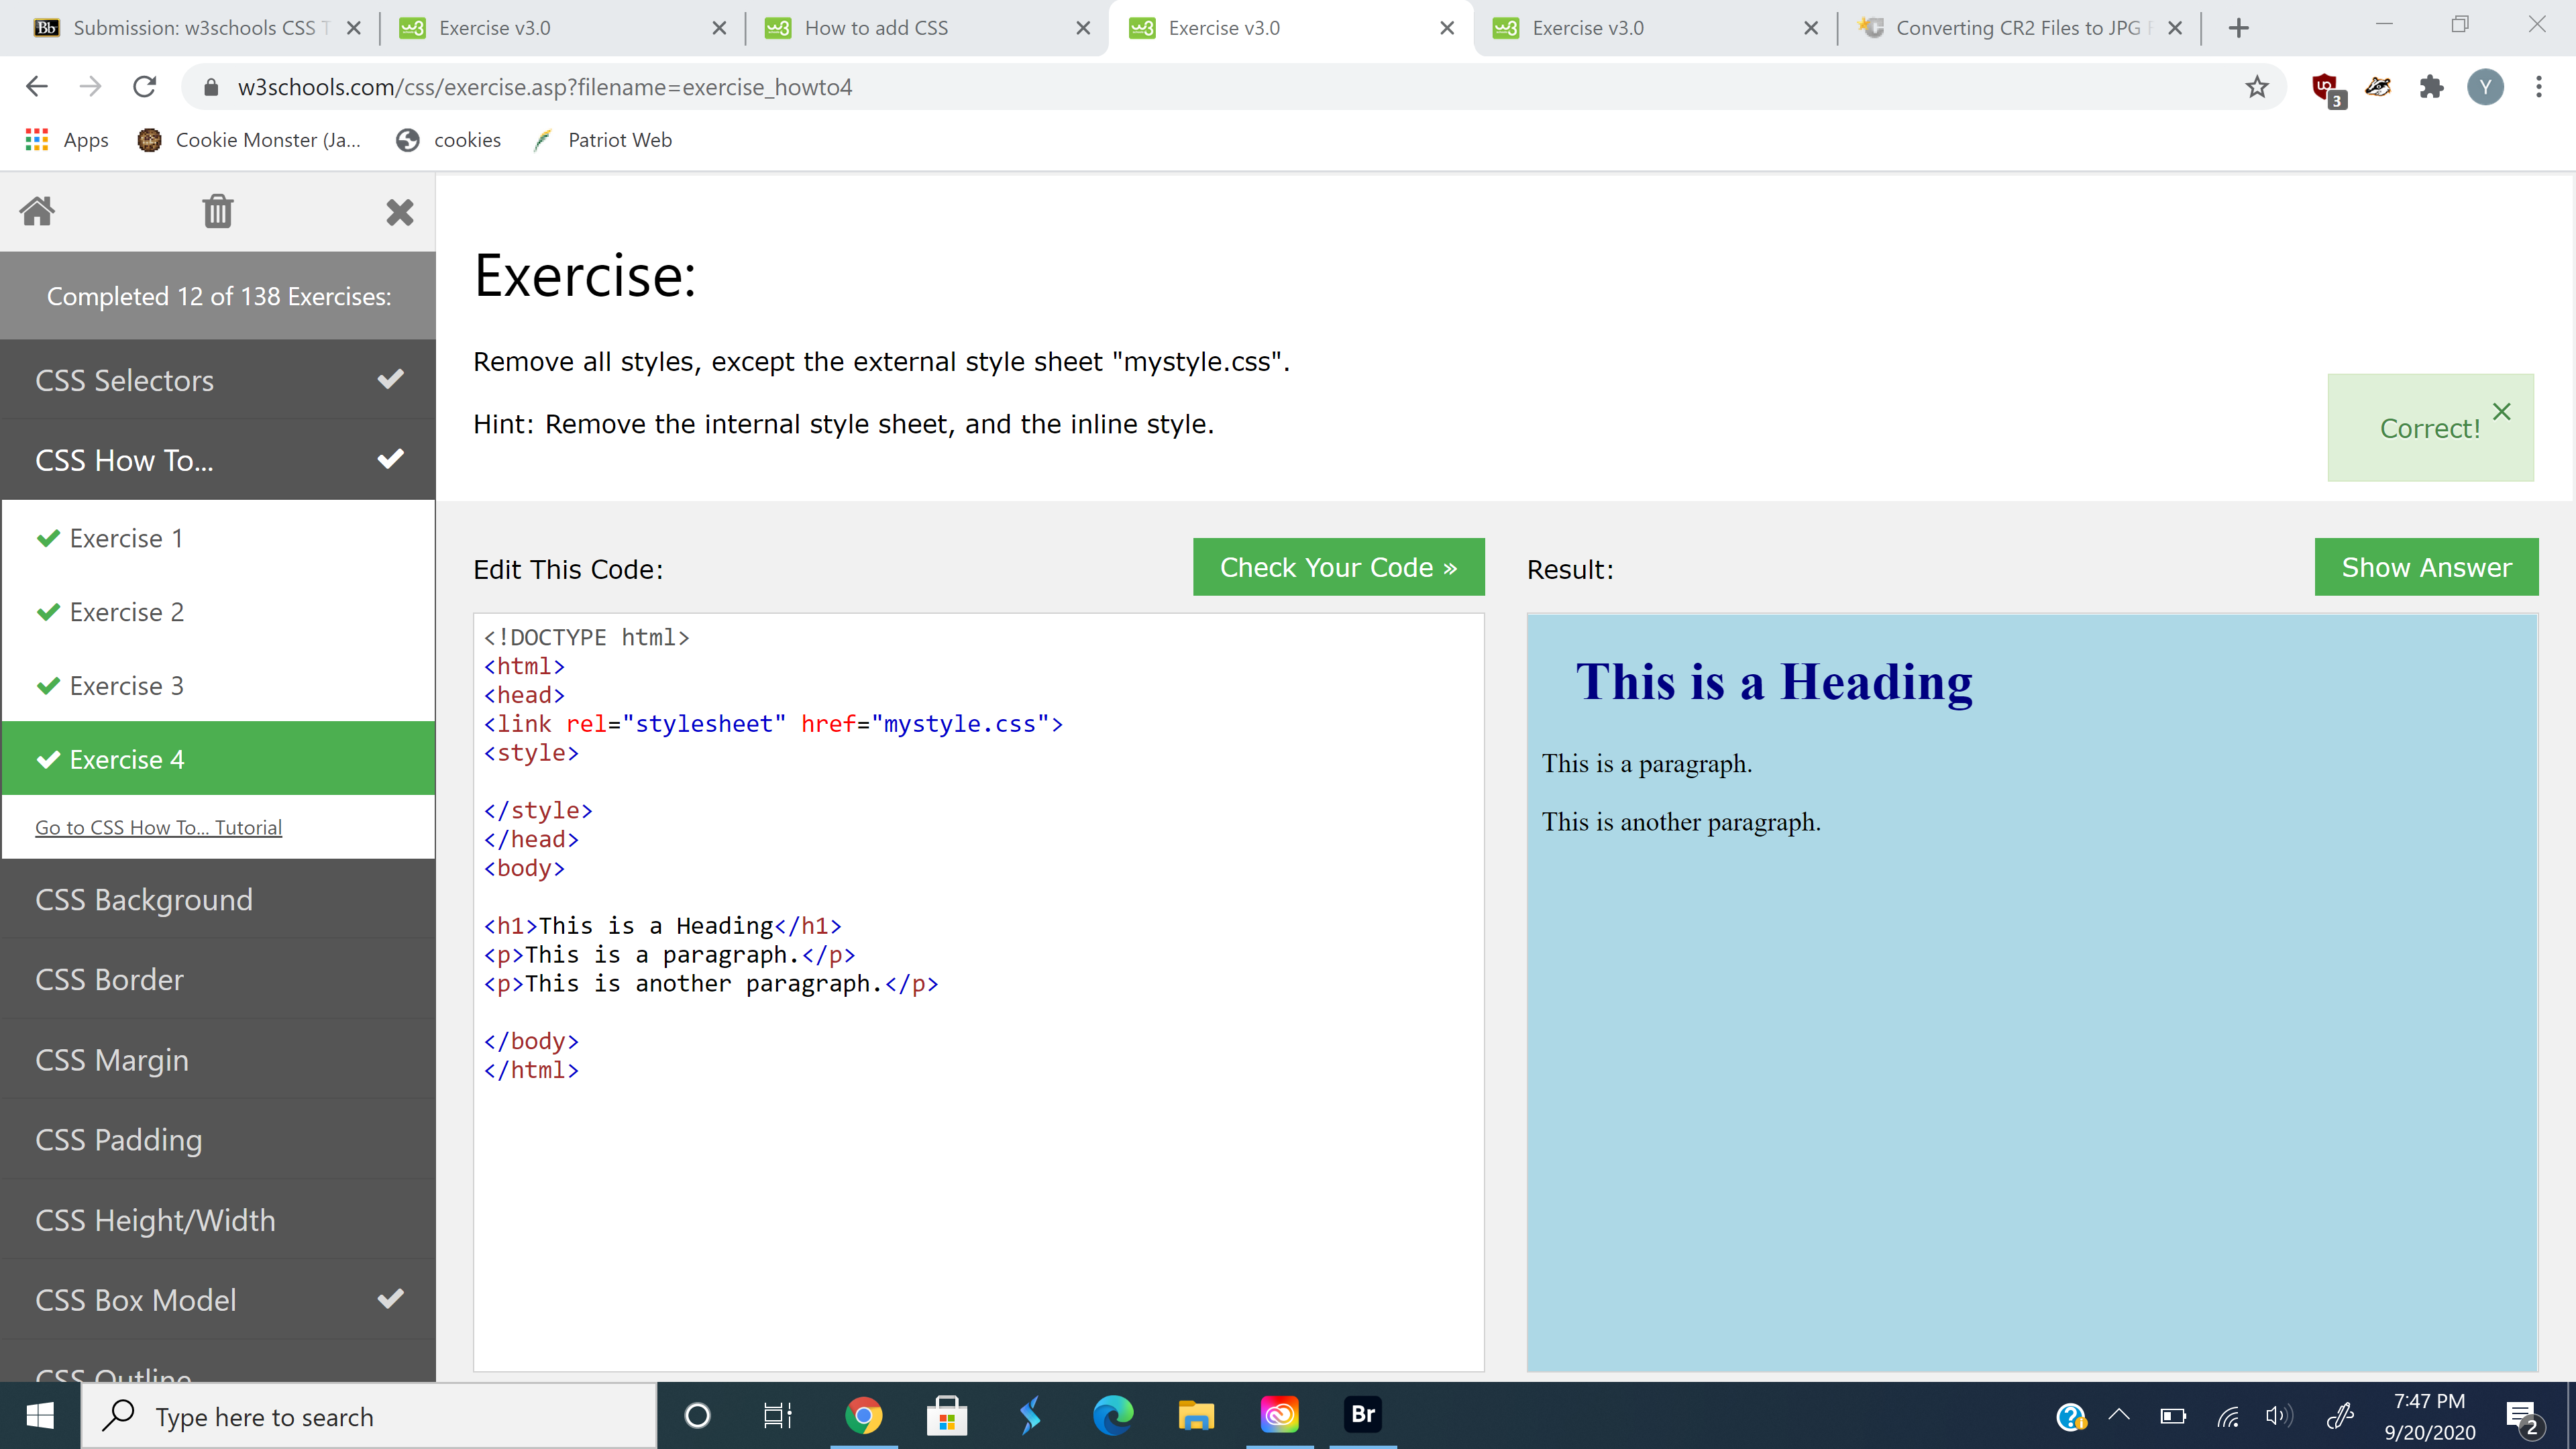 Submission: w3schools CSS T
Exercise v3.0
How to add CSS
Exercise v3.0
Exercise v3.0
Converting CR2 Files to JPG F
w3schools.com/css/exercise.asp?filename=exercise_howto4
3
Y
Apps
Cookie Monster (Ja...
cookies
Patriot Web
Completed 12 of 138 Exercises:
CSS Selectors
CSS How To...
Exercise 1
Exercise 2
Exercise 3
Exercise 4
Go to CSS How To... Tutorial
CSS Background
CSS Border
CSS Margin
CSS Padding
CSS Height/Width
CSS Box Model
CSS Outline
Exercise:
Remove all styles, except the external style sheet "mystyle.css".
Hint: Remove the internal style sheet, and the inline style.
Correct!
Edit This Code:
Check Your Code »
Result:
Show Answer
<!DOCTYPE html>
<html>
<head>
<link rel="stylesheet" href="mystyle.css">
<style>
</style>
</head>
<body>
<h1>This is a Heading</h1>
<p>This is a paragraph.</p>
<p>This is another paragraph.</p>
</body>
</html>
This is a Heading
This is a paragraph.
This is another paragraph.
Type here to search
Br
7:47 PM
9/20/2020
2